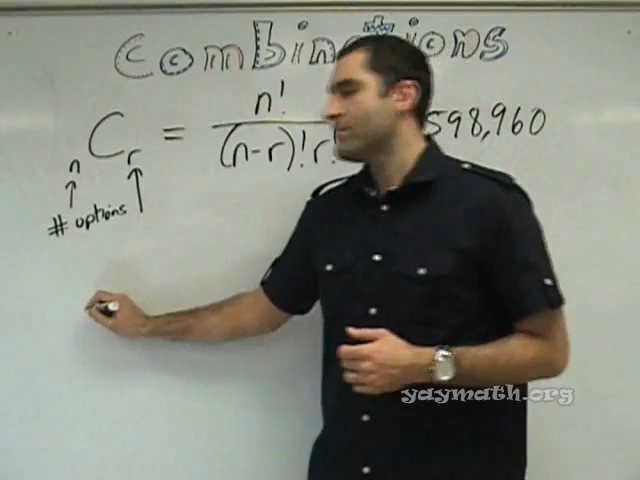 Combinations
nCr = n! / (n-r)! r! 598,960
# options
yaymath.org